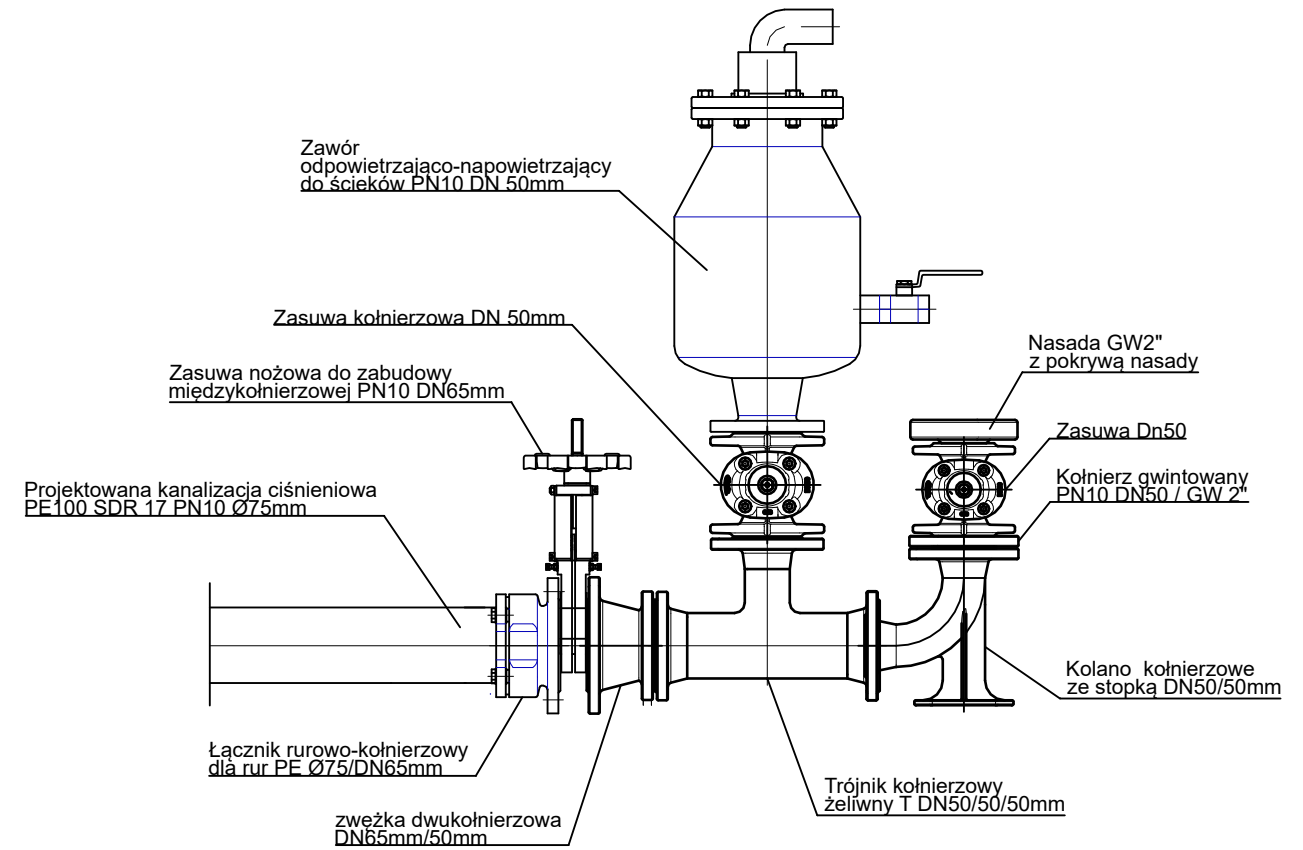 Zawór
odpowietrzająco-napowietrzający
do ścieków PN10 DN 50mm
Zasuwa kołnierzowa DN 50mm
Nasada GW2"
z pokrywą nasady
Zasuwa nożowa do zabudowy
międzykołnierzowej PN10 DN65mm
Zasuwa Dn50
Kołnierz gwintowany
PN10 DN50 / GW 2"
Projektowana kanalizacja ciśnieniowa
PE100 SDR 17 PN10 Ø75mm
Kolano kołnierzowe
ze stopką DN50/50mm
Łącznik rurowo-kołnierzowy
dla rur PE Ø75/DN65mm
Trójnik kołnierzowy
żeliwny T DN50/50/50mm
zwężka dwukołnierzowa
DN65mm/50mm